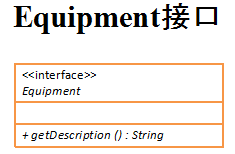 Equipment接口
<<interface>>
Equipment
+ getDescription () : String